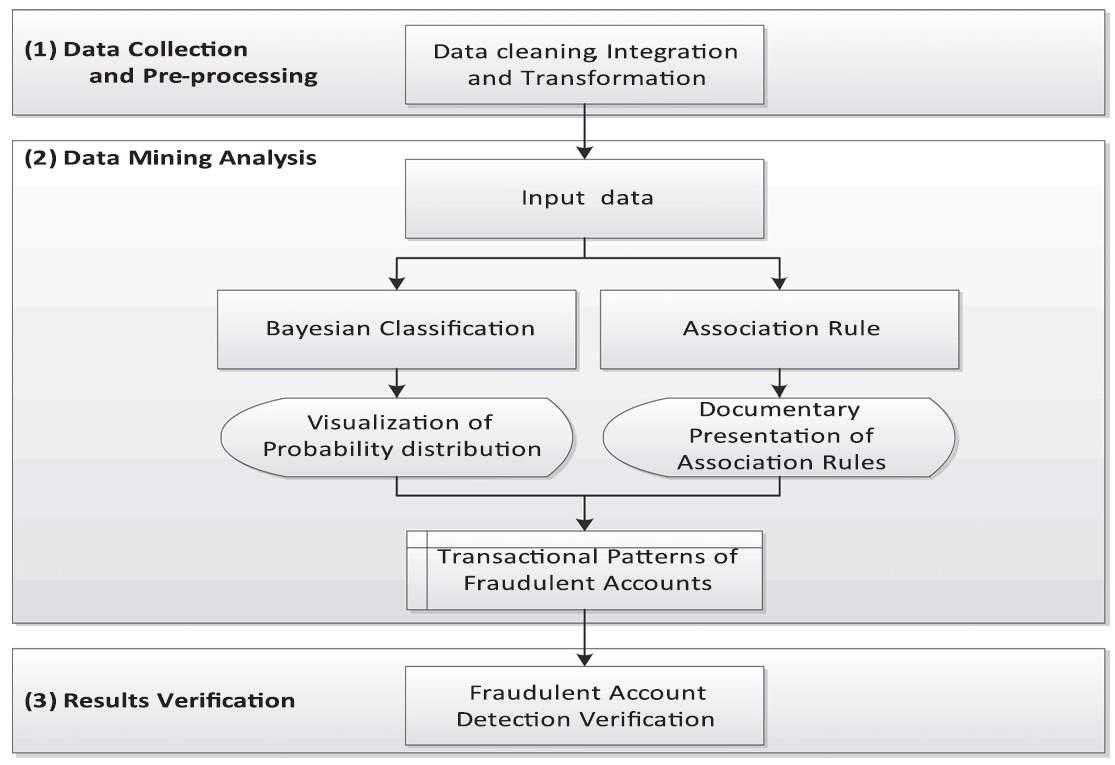 (1) Data Collection
and Pre-processing
Data cleaning, Integration
and Transformation
(2) Data Mining Analysis
Input data
Bayesian Classification
Association Rule
Visualization of
Probability distribution
Documentary
Presentation of
Association Rules
Transactional Patterns of
Fraudulent Accounts
(3) Results Verification
Fraudulent Account
Detection Verification